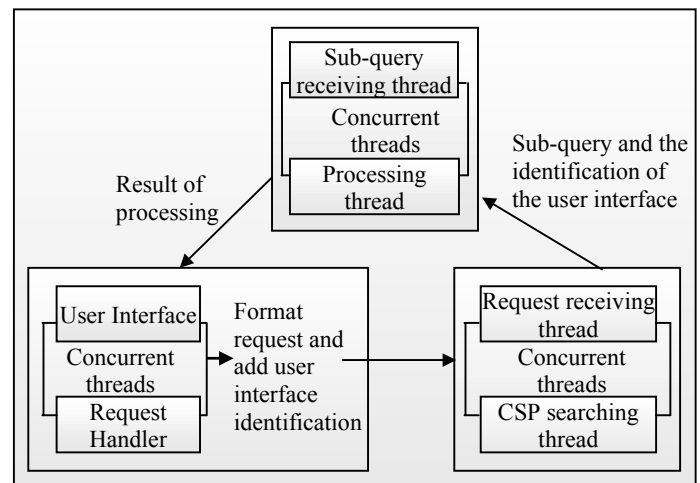 Sub-query
receiving thread
Concurrent
threads
Processing
thread
Sub-query and the
identification of
the user interface
Result of
processing
User Interface
Concurrent
threads
Request
Handler
Format
request and
add user
interface
identification
Request receiving
thread
Concurrent
threads
CSP searching
thread